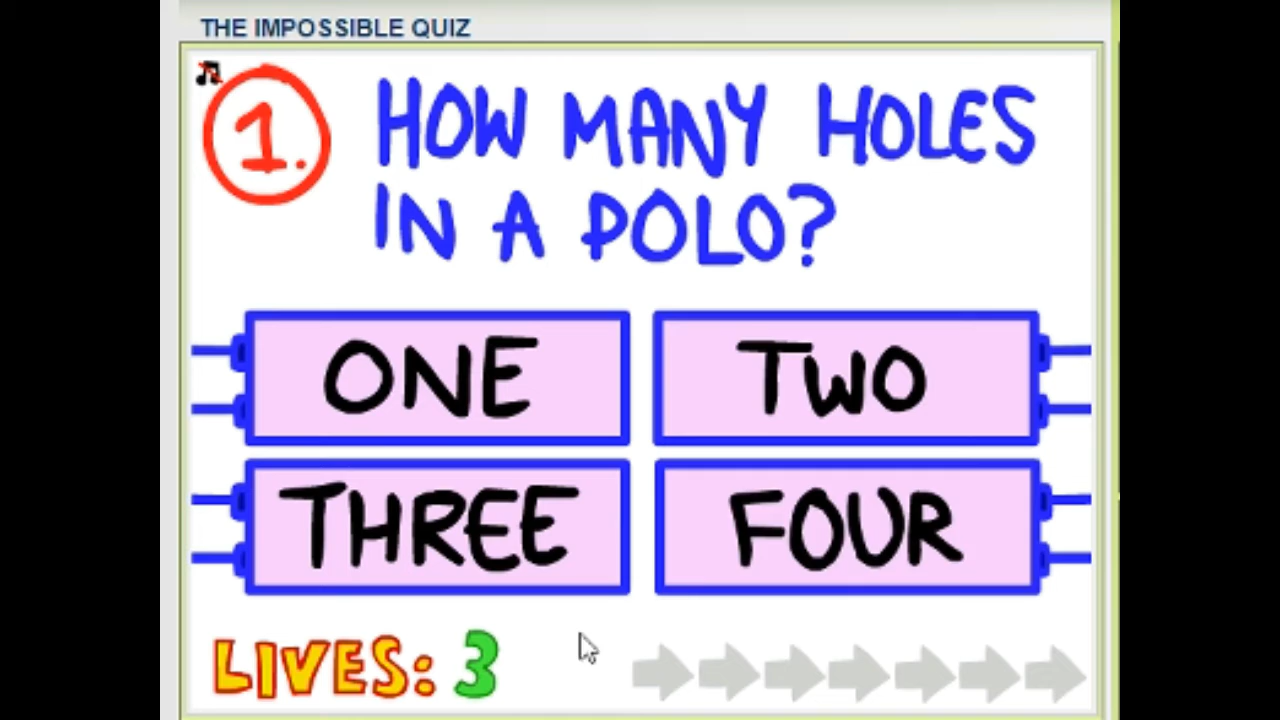 THE IMPOSSIBLE QUIZ
1. HOW MANY HOLES
IN A POLO?
ONE
TWO
THREE
FOUR
LIVES: 3